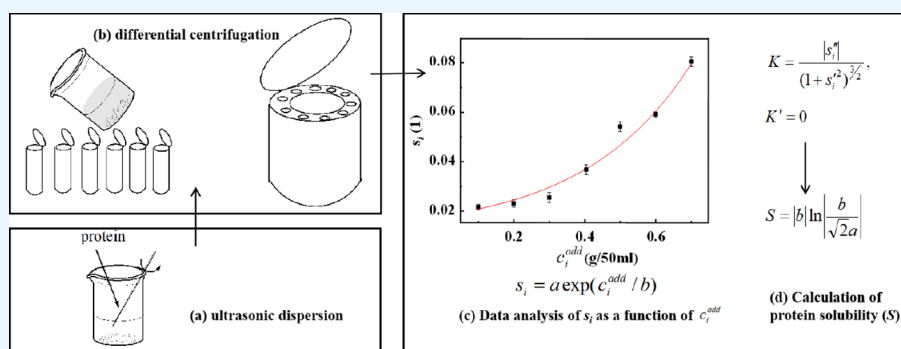 (b) differential centrifugation
protein
(a) ultrasonic dispersion
s_i (1)
0.08
0.06
0.04
0.02
0.2 0.4 0.6
c_i^{add} (g/50ml)
s_i = a exp(c_i^{add} / b)
(c) Data analysis of s_i as a function of c_i^{add}
K = |s_i''| / (1 + s_i'^2)^{3/2},
K' = 0
S = |b| ln |b / √2a|
(d) Calculation of
protein solubility (S)